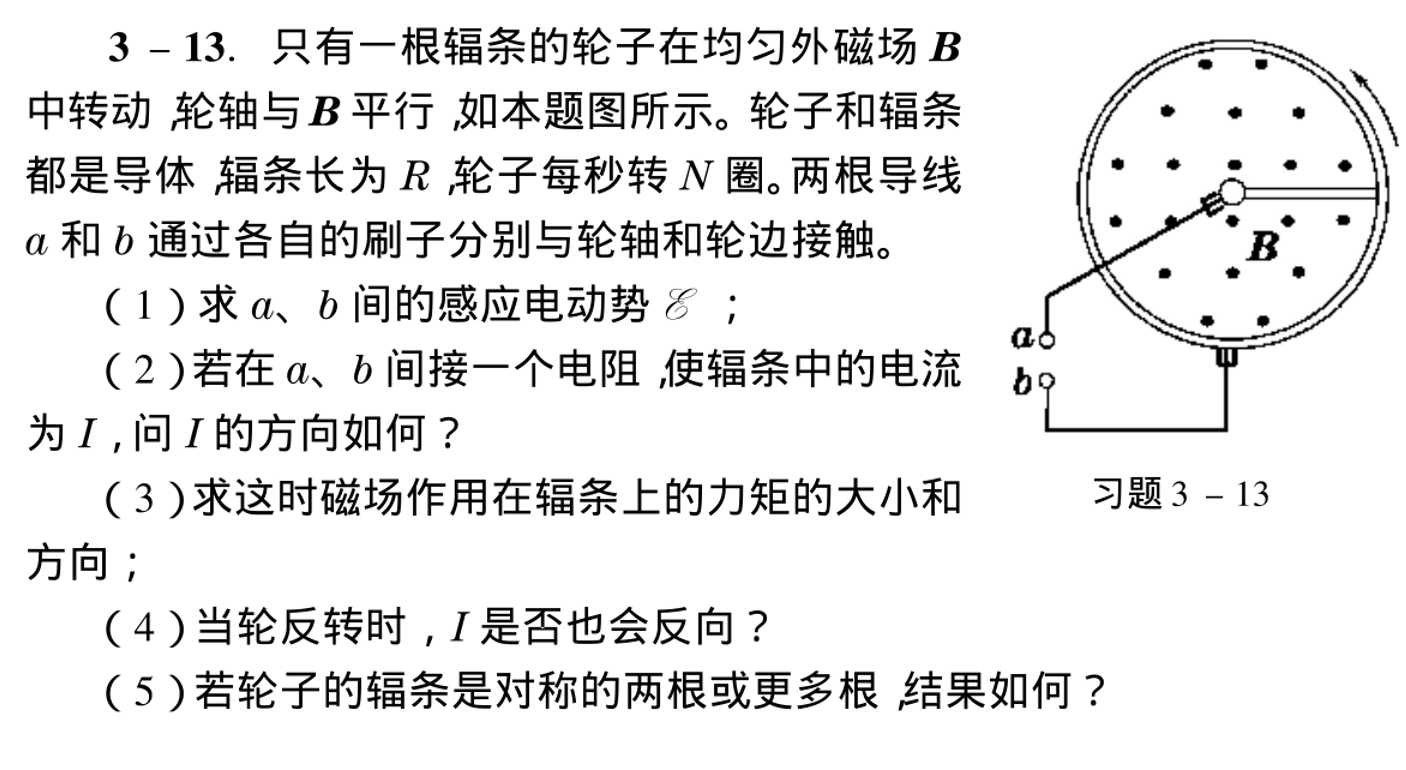 3 - 13. 只有一根辐条的轮子在均匀外磁场 B
中转动,轮轴与 B 平行,如本题图所示。轮子和辐条
都是导体,辐条长为 R,轮子每秒转 N 圈。两根导线
a 和 b 通过各自的刷子分别与轮轴和轮边接触。
(1)求 a、b 间的感应电动势 ℰ ;
(2)若在 a、b 间接一个电阻,使辐条中的电流
为 I,问 I 的方向如何?
(3)求这时磁场作用在辐条上的力矩的大小和
方向;
(4)当轮反转时,I 是否也会反向?
(5)若轮子的辐条是对称的两根或更多根,结果如何?
B
a
b
习题 3 - 13